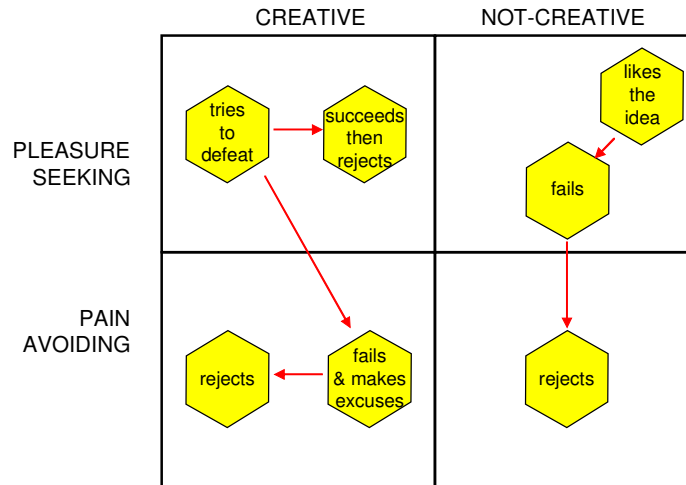 CREATIVE
NOT-CREATIVE
PLEASURE
SEEKING
tries
to
defeat
succeeds
then
rejects
likes
the
idea
fails
PAIN
AVOIDING
rejects
fails
& makes
excuses
rejects